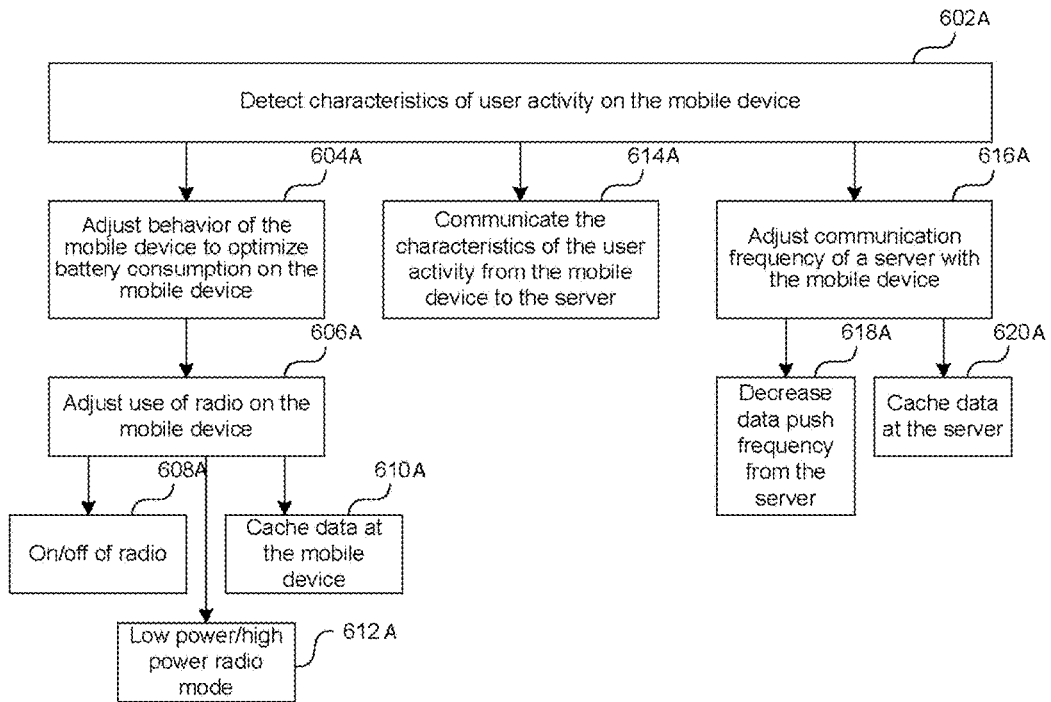 602A
Detect characteristics of user activity on the mobile device
604A
614A
616A
Adjust behavior of the
mobile device to optimize
battery consumption on the
mobile device
Communicate the
characteristics of the user
activity from the mobile
device to the server
Adjust communication
frequency of a server with
the mobile device
606A
618A
620A
Adjust use of radio on the
mobile device
Decrease
data push
frequency
from the
server
Cache data
at the server
608A
610A
On/off of radio
Cache data at
the mobile
device
Low power/high
power radio
mode
612A